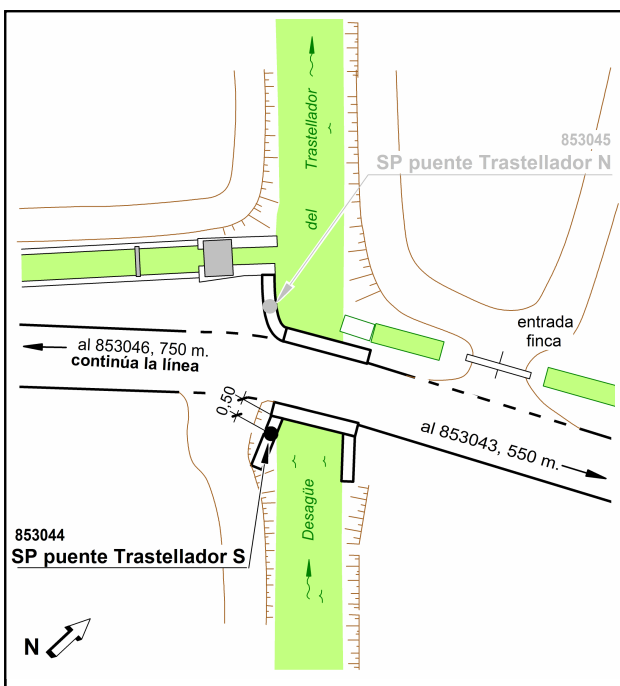 Trastellador
del
853045
SP puente Trastellador N
entrada
finca
al 853046, 750 m.
continúa la línea
0,50
al 853043, 550 m.
Desagüe
853044
SP puente Trastellador S
N